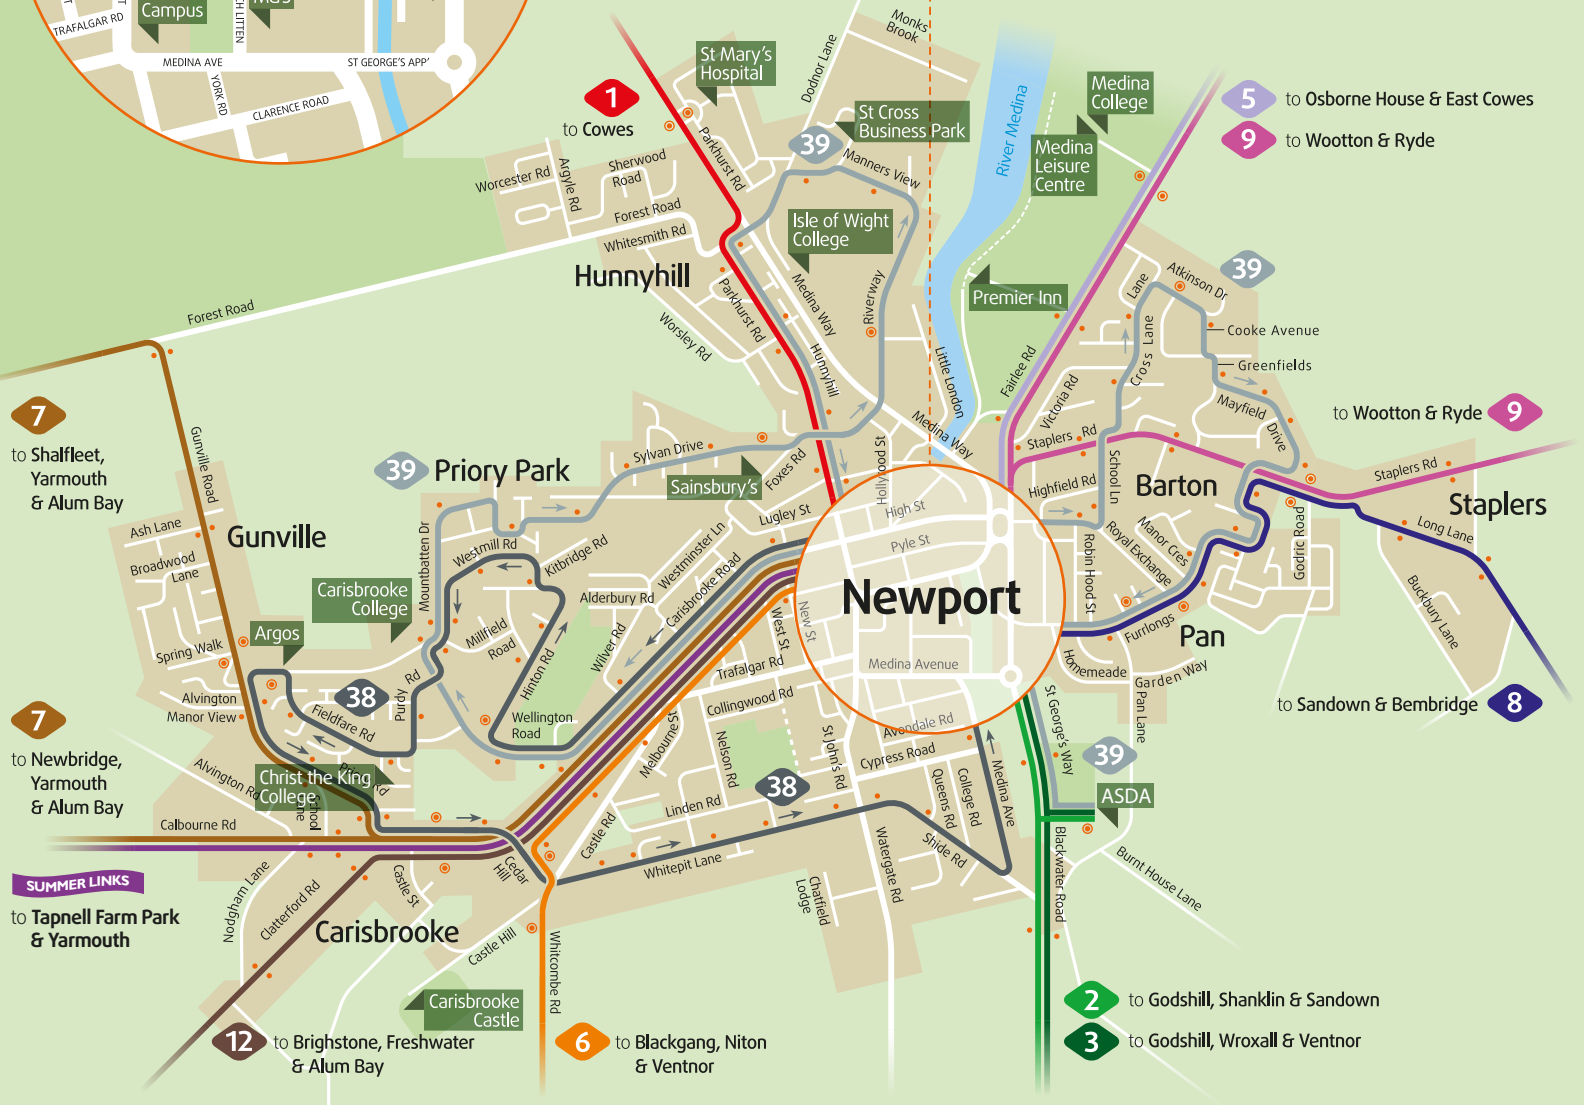 Campus
TRAFALGAR RD
MEDINA AVE
ST GEORGE'S APP'
YORK RD
CLARENCE ROAD
Monks
Brook
Dodnor Lane
St Mary's
Hospital
1
to Cowes
St Cross
Business Park
39
Manners View
River Medina
Medina
College
Medina
Leisure
Centre
5
to Osborne House & East Cowes
9
to Wootton & Ryde
Worcester Rd
Argyle Rd
Sherwood
Road
Parkhurst Rd
Forest Road
Whitesmith Rd
Hunnyhill
Isle of Wight
College
Premier Inn
39
Atkinson Dr
Lane
Cooke Avenue
Greenfields
Cross Lane
Mayfield
Drive
Forest Road
Parkhurst Rd
Worsley Rd
Medina Way
Hunnyhill
Riverway
Little London
Fairlee Rd
Victoria Rd
7
to Shalfleet,
Yarmouth
& Alum Bay
Gunville Road
39
Priory Park
Sylvan Drive
Sainsbury's
Foxes Rd
Hollyrood St
Medina Way
Staplers Rd
School Ln
Highfield Rd
Barton
to Wootton & Ryde
9
Staplers Rd
Staplers
Long Lane
Ash Lane
Gunville
Broadwood
Lane
Mountbatten Dr
Westmill Rd
Kitbridge Rd
Westminster Ln
Lugley St
High St
Pyle St
Newport
Robin Hood St
Royal Exchange
Manor Cres
Godric Road
Buckbury Lane
Carisbrooke
College
Argos
Spring Walk
Alvington
Manor View
38
Fieldfare Rd
Purdy
Rd
Millfield
Road
Hinton Rd
Alderbury Rd
Wilver Rd
Carisbrooke Road
West St
New St
Trafalgar Rd
Medina Avenue
Furlongs
Pan
Homemeade
Garden Way
Pan Lane
to Sandown & Bembridge
8
7
to Newbridge,
Yarmouth
& Alum Bay
Alvington Rd
Christ the King
College
Wellington
Road
Collingwood Rd
Melbourne St
Nelson Rd
Avondale Rd
St John's Rd
Cypress Road
St George's Way
39
ASDA
38
Linden Rd
Queens Rd
College Rd
Medina Ave
Calbourne Rd
SUMMER LINKS
to Tapnell Farm Park
& Yarmouth
Nodgham Lane
Clatterford Rd
Castle St
Cedar
Hill
Castle Rd
Whitepit Lane
Shide Rd
Watergate Rd
Chatfield
Lodge
Blackwater Road
Burnt House Lane
Carisbrooke
Castle Hill
Whitcombe Rd
Carisbrooke
Castle
12
to Brighstone, Freshwater
& Alum Bay
6
to Blackgang, Niton
& Ventnor
2
to Godshill, Shanklin & Sandown
3
to Godshill, Wroxall & Ventnor